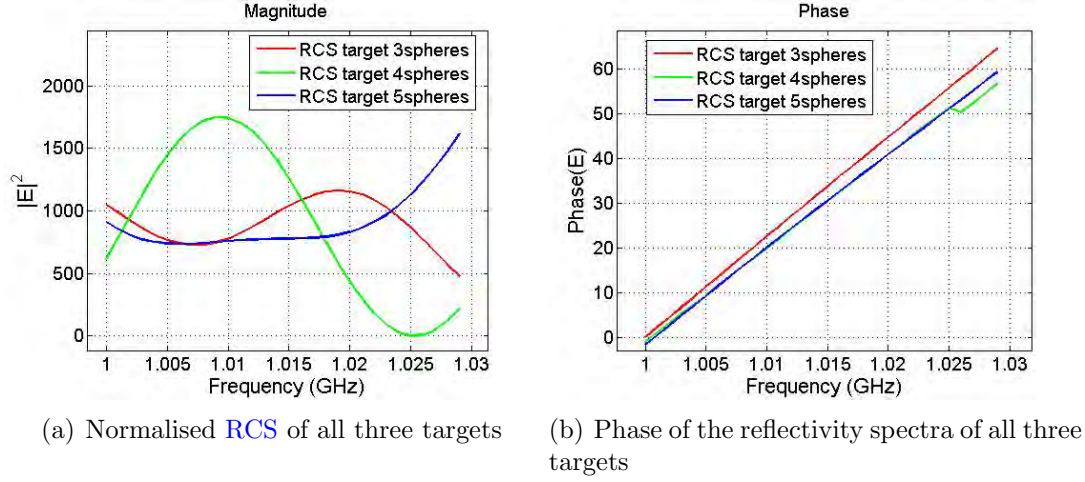 Magnitude
RCS target 3spheres
RCS target 4spheres
RCS target 5spheres
2000
1500
1000
500
0
|E|²
1 1.005 1.01 1.015 1.02 1.025 1.03
Frequency (GHz)
(a) Normalised RCS of all three targets
Phase
RCS target 3spheres
RCS target 4spheres
RCS target 5spheres
60
50
40
30
20
10
0
Phase(E)
1 1.005 1.01 1.015 1.02 1.025 1.03
Frequency (GHz)
(b) Phase of the reflectivity spectra of all three
targets